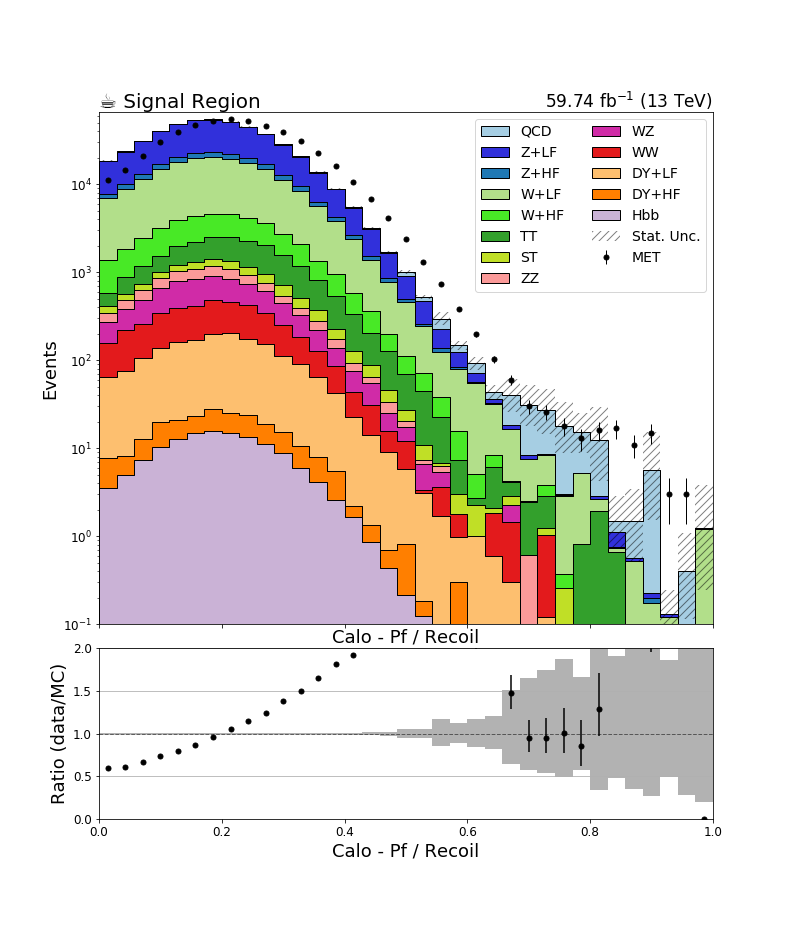 ☕ Signal Region
59.74 fb⁻¹ (13 TeV)
QCD
Z+LF
Z+HF
W+LF
W+HF
TT
ST
ZZ
WZ
WW
DY+LF
DY+HF
Hbb
Stat. Unc.
MET
Events
10⁴
10³
10²
10¹
10⁰
10⁻¹
Calo - Pf / Recoil
Ratio (data/MC)
2.0
1.5
1.0
0.5
0.0
0.0 0.2 0.4 0.6 0.8 1.0
Calo - Pf / Recoil